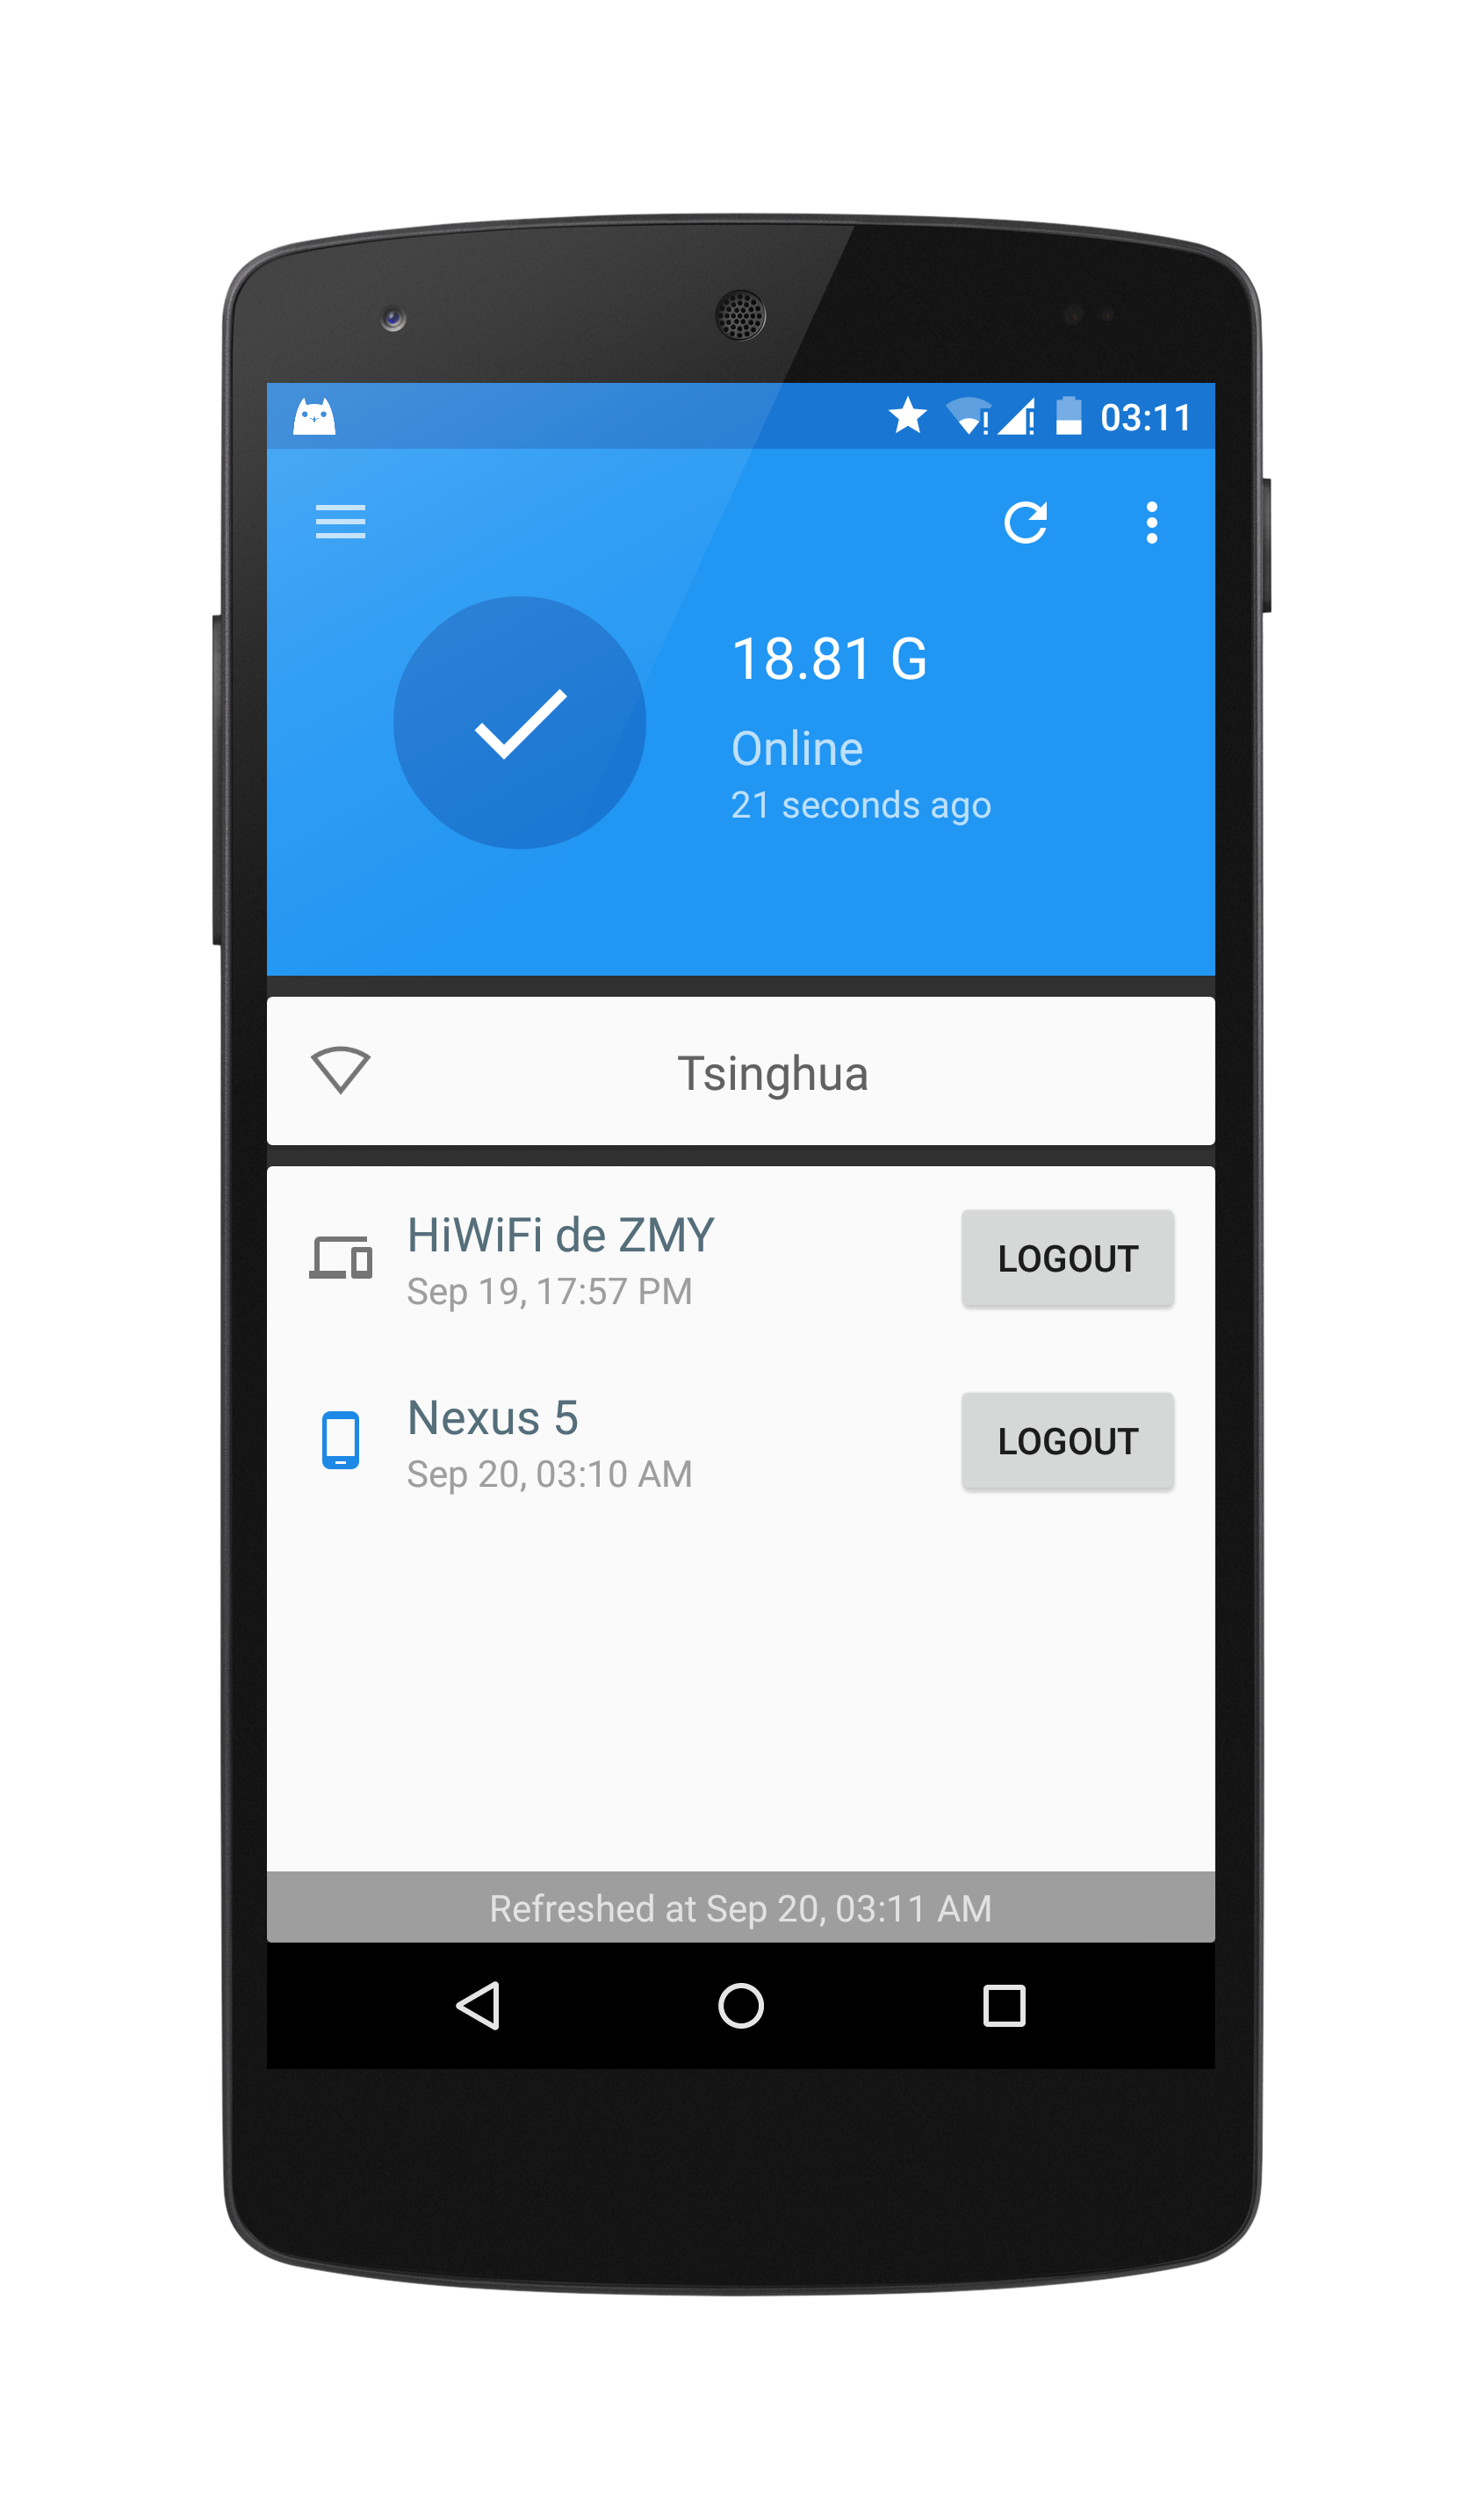 03:11
18.81 G
Online
21 seconds ago
Tsinghua
HiWiFi de ZMY
Sep 19, 17:57 PM
LOGOUT
Nexus 5
Sep 20, 03:10 AM
LOGOUT
Refreshed at Sep 20, 03:11 AM